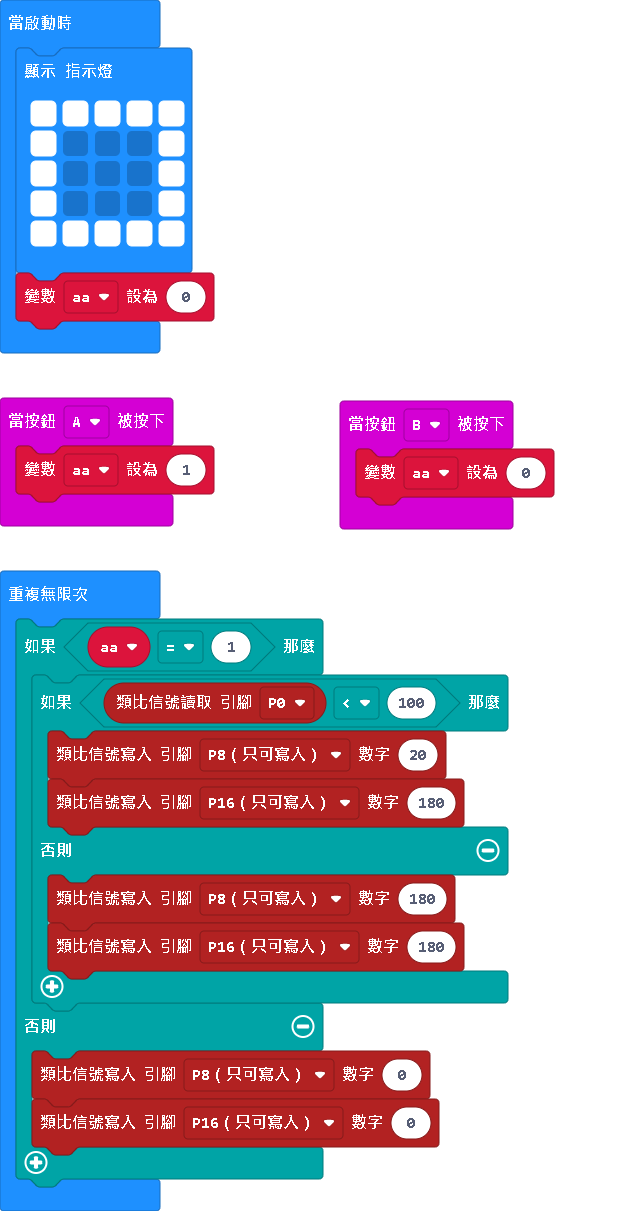 當啟動時
顯示 指示燈
變數 aa 設為 0
當按鈕 A 被按下
變數 aa 設為 1
當按鈕 B 被按下
變數 aa 設為 0
重複無限次
如果 aa = 1 那麼
如果 類比信號讀取 引腳 P0 < 100 那麼
類比信號寫入 引腳 P8(只可寫入) 數字 20
類比信號寫入 引腳 P16(只可寫入) 數字 180
否則
類比信號寫入 引腳 P8(只可寫入) 數字 180
類比信號寫入 引腳 P16(只可寫入) 數字 180
否則
類比信號寫入 引腳 P8(只可寫入) 數字 0
類比信號寫入 引腳 P16(只可寫入) 數字 0